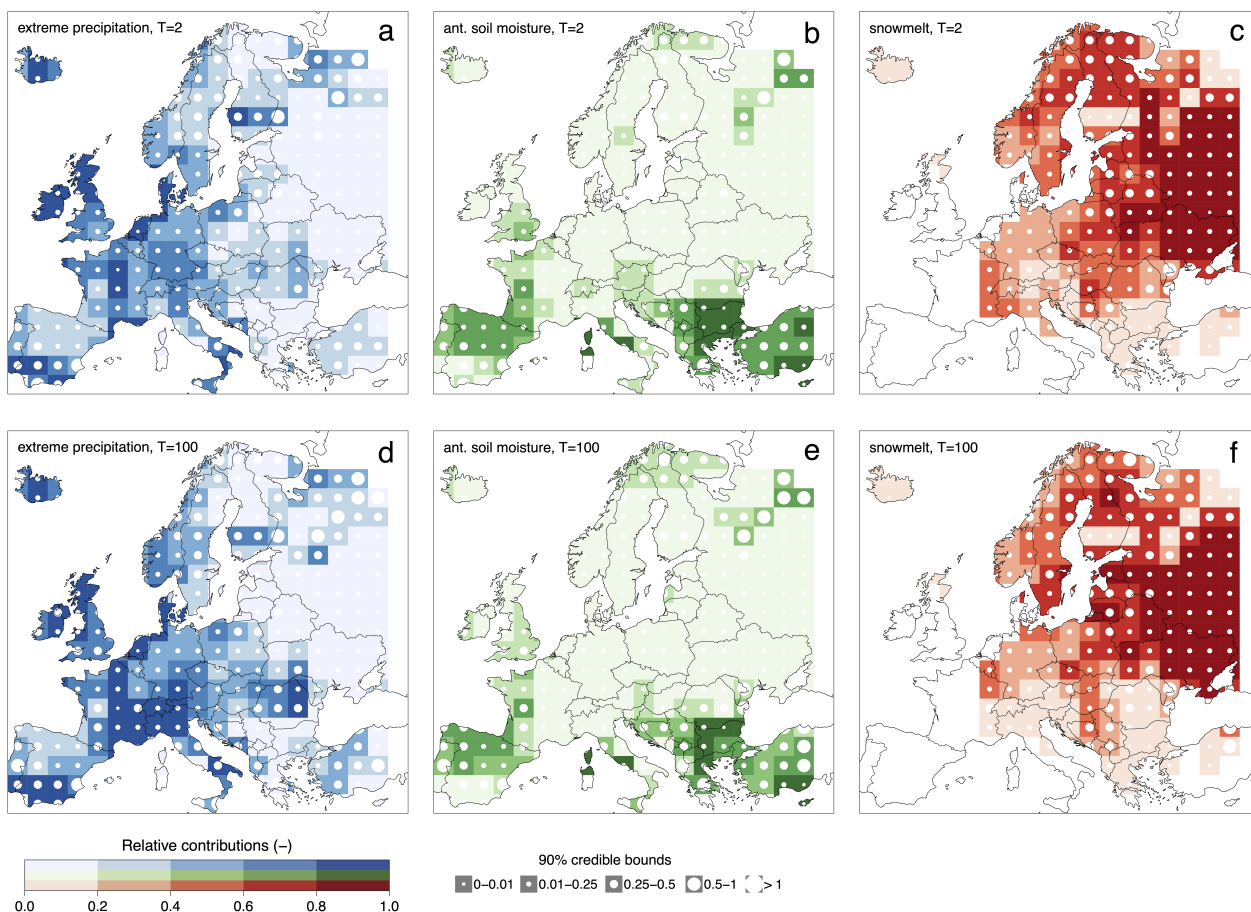 extreme precipitation, T=2
a
ant. soil moisture, T=2
b
snowmelt, T=2
c
extreme precipitation, T=100
d
ant. soil moisture, T=100
e
snowmelt, T=100
f
Relative contributions (−)
0.0 0.2 0.4 0.6 0.8 1.0
90% credible bounds
0−0.01 0.01−0.25 0.25−0.5 0.5−1 > 1